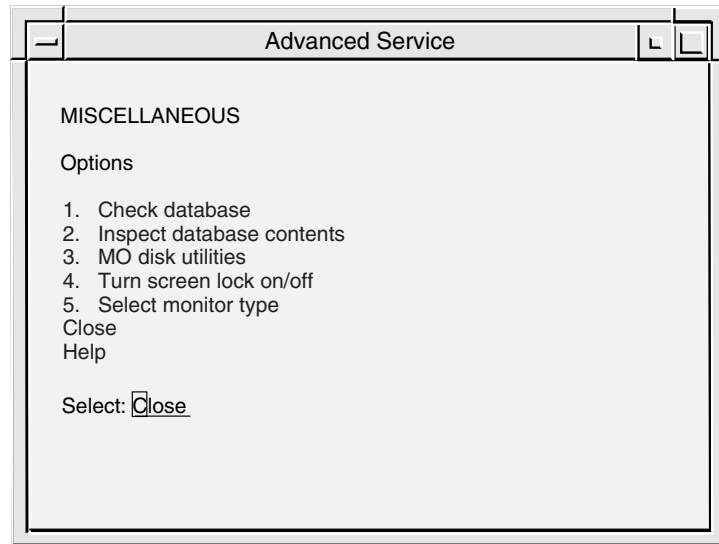 Advanced Service
MISCELLANEOUS
Options
1. Check database
2. Inspect database contents
3. MO disk utilities
4. Turn screen lock on/off
5. Select monitor type
Close
Help
Select: Close